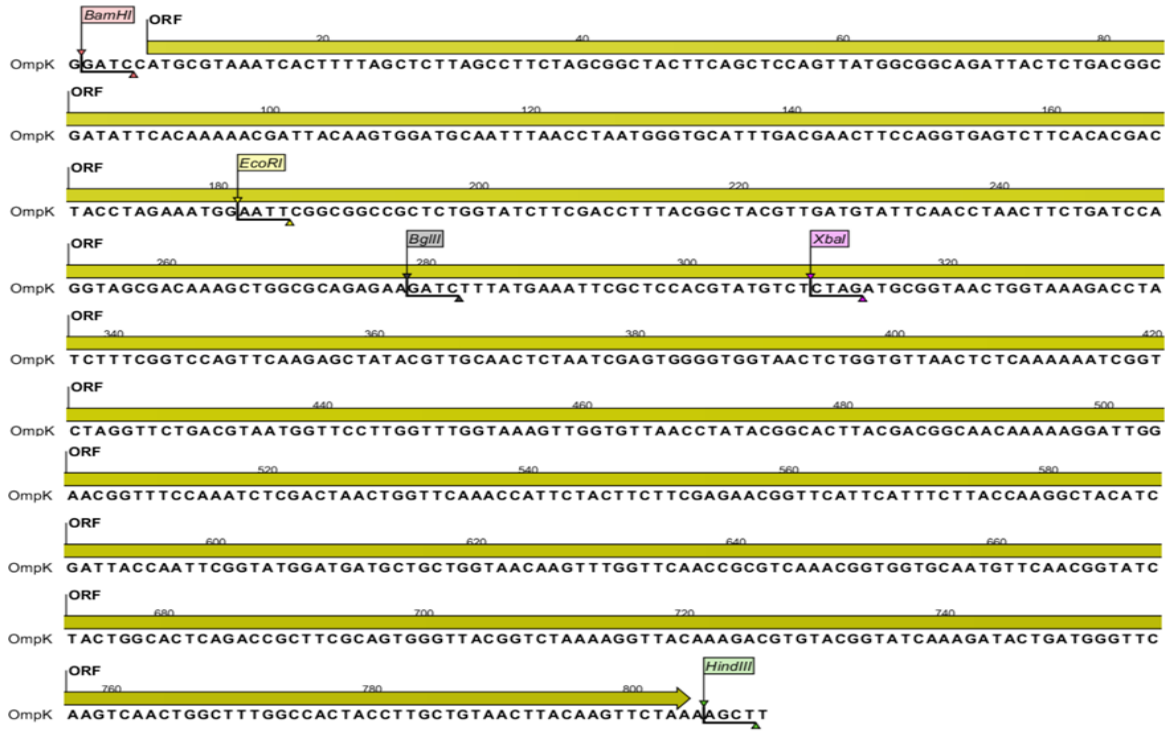 BamHI ORF
20 40 60 80
OmpK GGATCCATGCGTAAATCACTTTTAGCTCTTAGCCTTCTAGCGGCTACTTCAGCTCCAGTTATGGCGGCAGATTACTCTGACGGC
ORF
100 120 140 160
OmpK GATATTCACAAAAACGATTACAAGTGGATGCAATTTAACCTAATGGGTGCATTTGACGAACTTCCAGGTGAGTCTTCACACGAC
ORF EcoRI
180 200 220 240
OmpK TACCTAGAAATGGAATTCGGCGGCCGCTCTGGTATCTTCGACCTTTACGGCTACGTTGATGTATTCAACCTAACTTCTGATCCA
ORF BglII XbaI
260 280 300 320
OmpK GGTAGCGACAAAGCTGGCGCAGAGAAGATCTTTATGAAATTCGCTCCACGTATGTCTCTAGATGCGGTAACTGGTAAAGACCTA
ORF
340 360 380 400 420
OmpK TCTTTCGGTCCAGTTCAAGAGCTATACGTTGCAACTCTAATCGAGTGGGGTGGTAACTCTGGTGTTAACTCTCAAAAAATCGGT
ORF
440 460 480 500
OmpK CTAGGTTCTGACGTAATGGTTCCTTGGTTTGGTAAAGTTGGTGTTAACCTATACGGCACTTACGACGGCAACAAAAAGGATTGG
ORF
520 540 560 580
OmpK AACGGTTTCCAAATCTCGACTAACTGGTTCAAACCATTCTACTTCTTCGAGAACGGTTCATTCATTTCTTACCAAGGCTACATC
ORF
600 620 640 660
OmpK GATTACCAATTCGGTATGGATGATGCTGCTGGTAACAAGTTTGGTTCAACCGCGTCAAACGGTGGTGCAATGTTCAACGGTATC
ORF
680 700 720 740
OmpK TACTGGCACTCAGACCGCTTCGCAGTGGGTTACGGTCTAAAAGGTTACAAAGACGTGTACGGTATCAAAGATACTGATGGGTTC
ORF HindIII
760 780 800
OmpK AAGTCAACTGGCTTTGGCCACTACCTTGCTGTAACTTACAAGTTCTAAAAGCTT